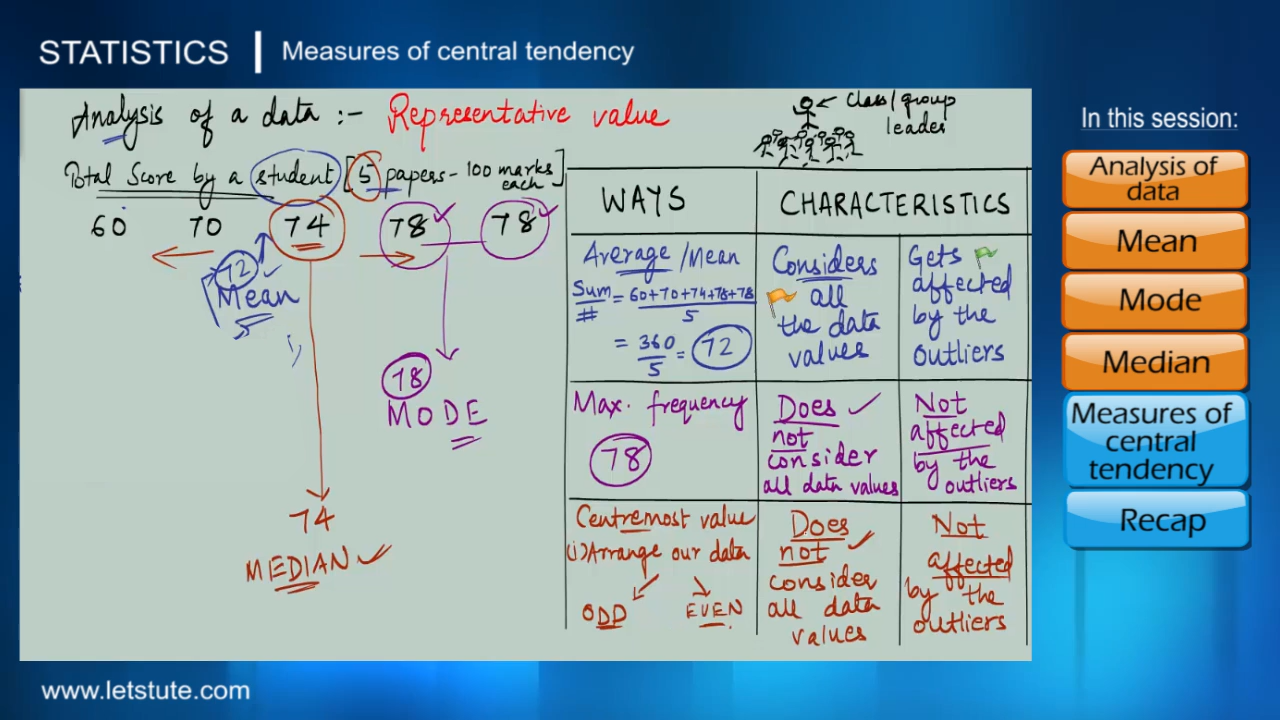 STATISTICS | Measures of central tendency
Analysis of a data :- Representative value
class/group
leader
Total Score by a student [5 papers - 100 marks
each]
60 70 74 78 78
72
Mean
78
MODE
74
MEDIAN
WAYS
CHARACTERISTICS
Average/Mean
Sum/# = 60+70+74+78+78/5
= 360/5 = 72
Considers
all
the data
values
Gets
affected
by the
outliers
Max. frequency
78
Does
not
consider
all data values
Not
affected
by the
outliers
Centremost value
(i) Arrange our data
ODD EVEN
Does
not
consider
all data
values
Not
affected
by the
outliers
In this session:
Analysis of
data
Mean
Mode
Median
Measures of
central
tendency
Recap
www.letstute.com